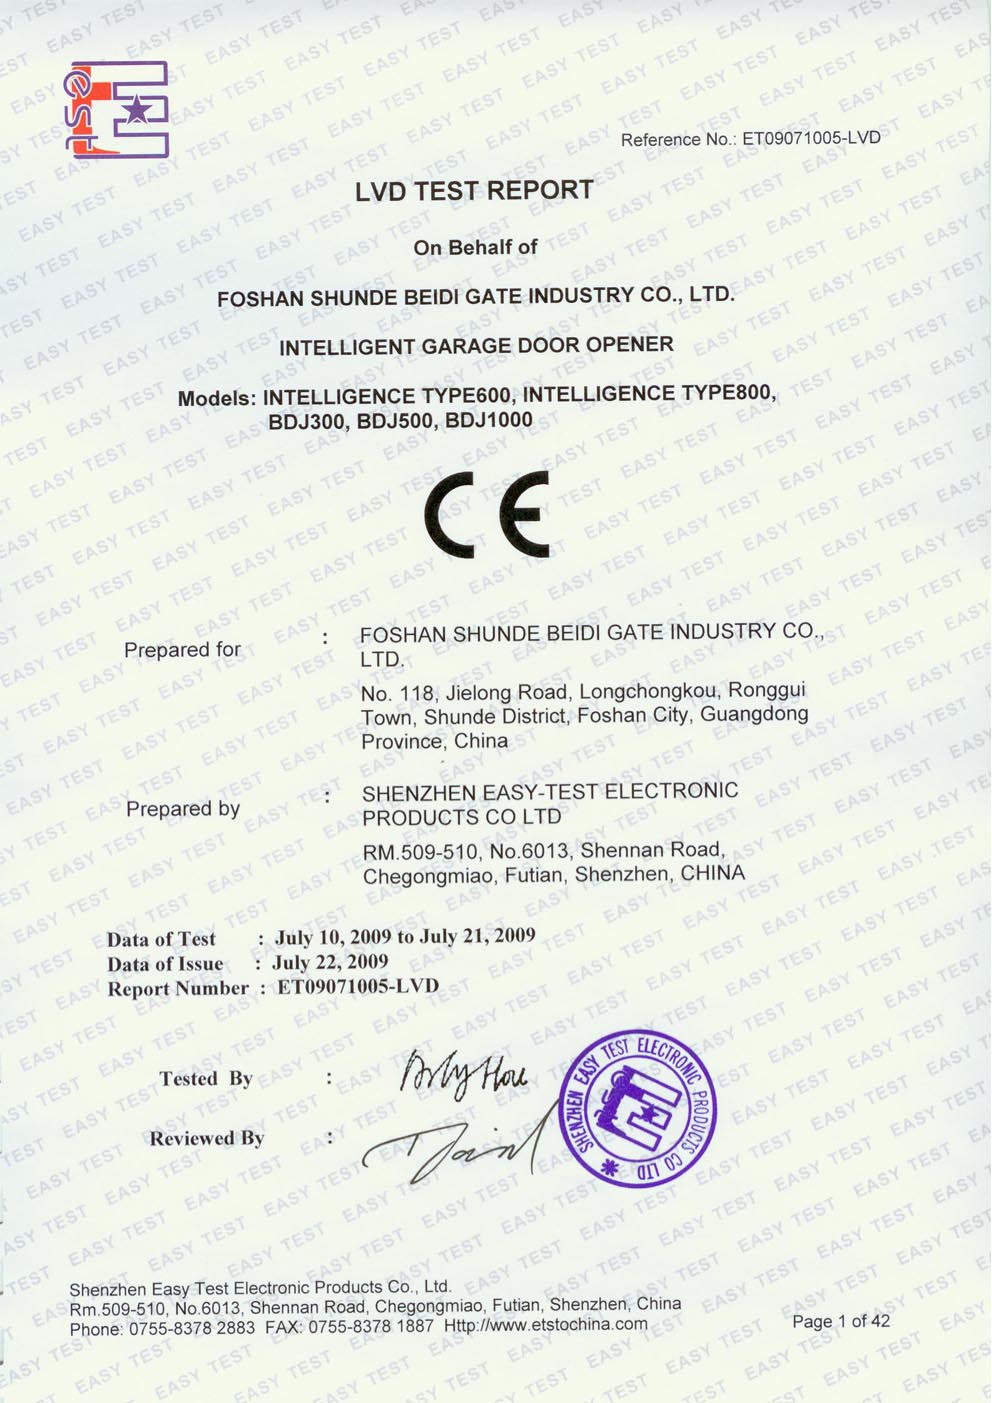 est
Reference No.: ET09071005-LVD
LVD TEST REPORT
On Behalf of
FOSHAN SHUNDE BEIDI GATE INDUSTRY CO., LTD.
INTELLIGENT GARAGE DOOR OPENER
Models: INTELLIGENCE TYPE600, INTELLIGENCE TYPE800,
BDJ300, BDJ500, BDJ1000
CE
Prepared for : FOSHAN SHUNDE BEIDI GATE INDUSTRY CO.,
LTD.
No. 118, Jielong Road, Longchongkou, Ronggui
Town, Shunde District, Foshan City, Guangdong
Province, China
Prepared by : SHENZHEN EASY-TEST ELECTRONIC
PRODUCTS CO LTD
RM.509-510, No.6013, Shennan Road,
Chegongmiao, Futian, Shenzhen, CHINA
Data of Test : July 10, 2009 to July 21, 2009
Data of Issue : July 22, 2009
Report Number : ET09071005-LVD
Tested By :
Reviewed By :
SHENZHEN EASY TEST ELECTRONIC PRODUCTS CO LTD
est
Shenzhen Easy Test Electronic Products Co., Ltd.
Rm.509-510, No.6013, Shennan Road, Chegongmiao, Futian, Shenzhen, China
Phone: 0755-8378 2883 FAX: 0755-8378 1887 Http://www.etstochina.com
Page 1 of 42
EASY TEST